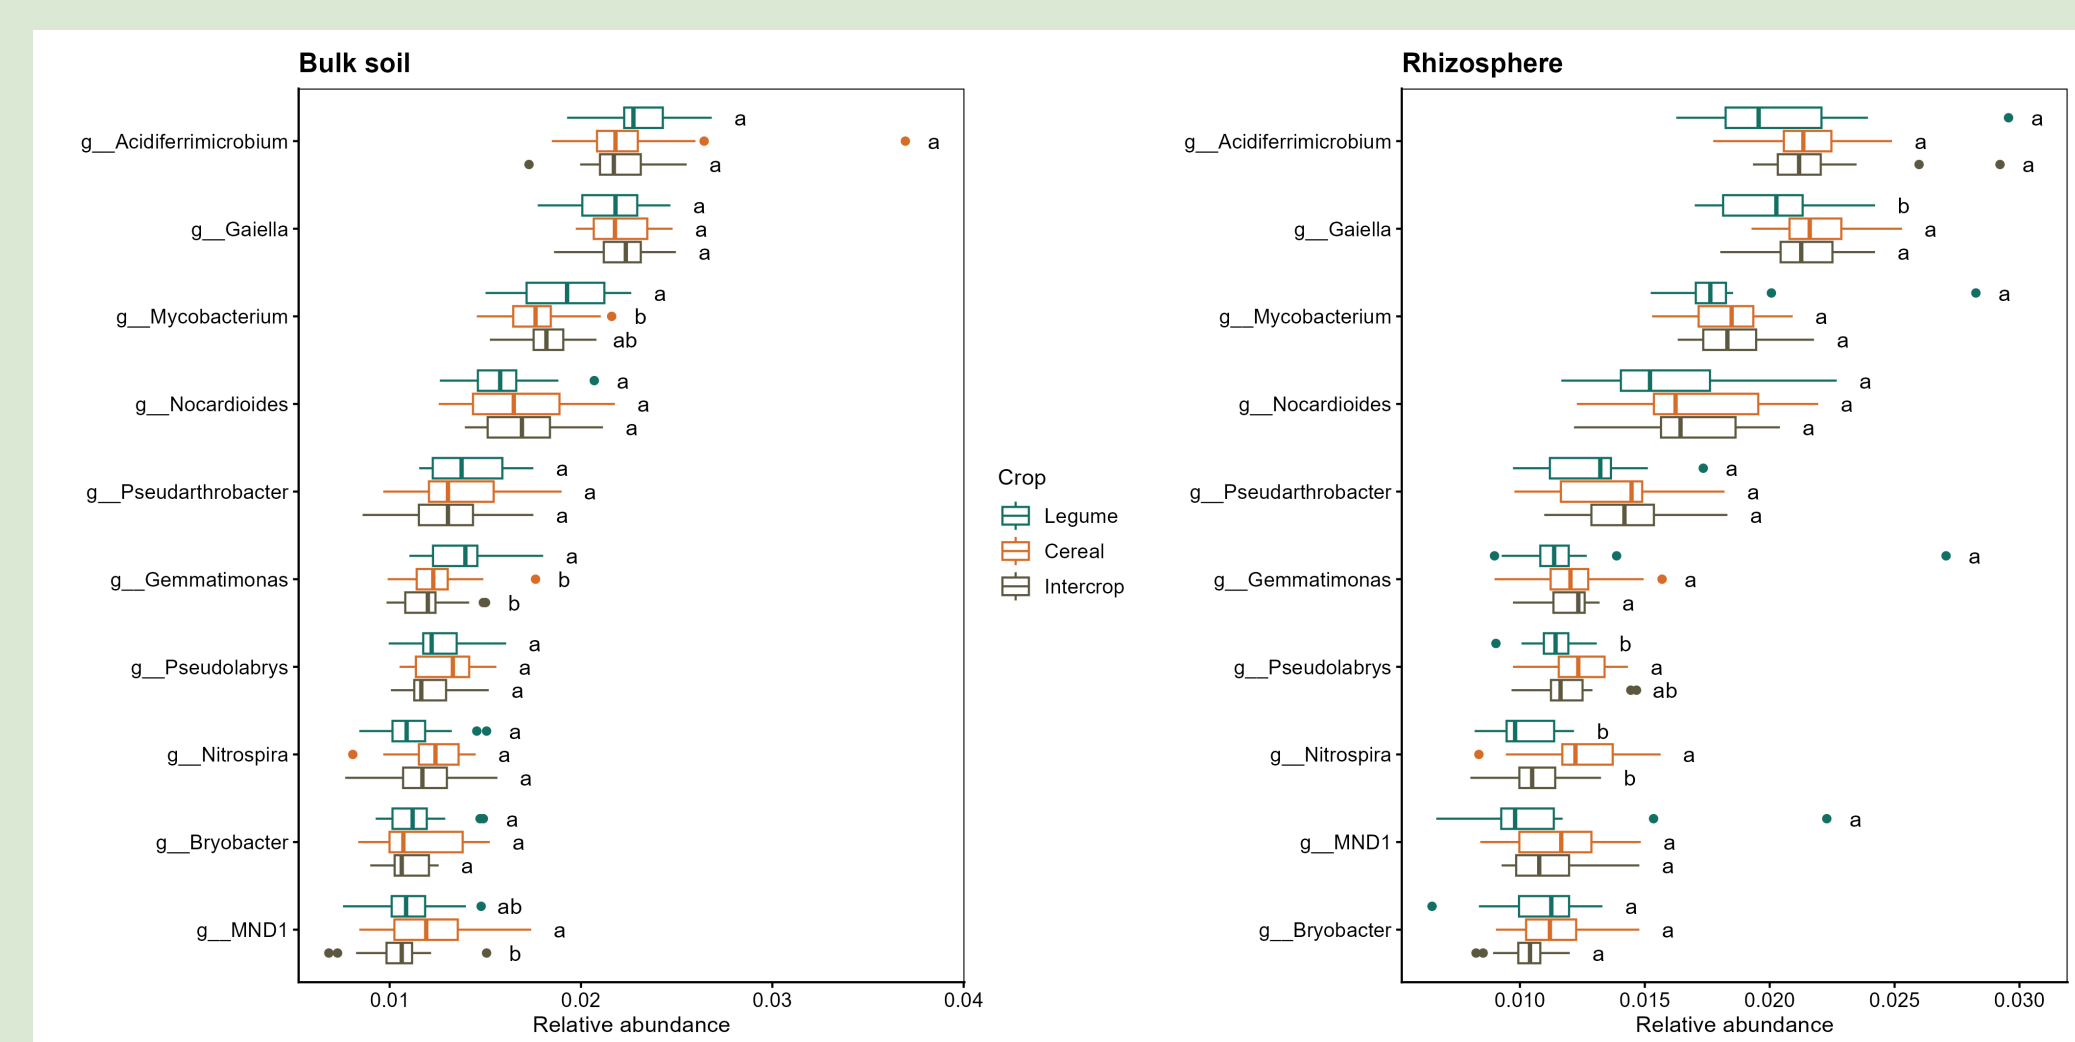 Bulk soil
g__Acidiferrimicrobium
a
a
a
g__Gaiella
a
a
a
g__Mycobacterium
a
b
ab
g__Nocardioides
a
a
a
g__Pseudarthrobacter
a
a
a
g__Gemmatimonas
a
b
b
g__Pseudolabrys
a
a
a
g__Nitrospira
a
a
a
g__Bryobacter
a
a
a
g__MND1
ab
a
b
0.01 0.02 0.03 0.04
Relative abundance
Crop
Legume
Cereal
Intercrop
Rhizosphere
g__Acidiferrimicrobium
a
a
a
g__Gaiella
b
a
a
g__Mycobacterium
a
a
a
g__Nocardioides
a
a
a
g__Pseudarthrobacter
a
a
a
g__Gemmatimonas
a
a
a
g__Pseudolabrys
b
a
ab
g__Nitrospira
b
a
b
g__MND1
a
a
a
g__Bryobacter
a
a
a
0.010 0.015 0.020 0.025 0.030
Relative abundance